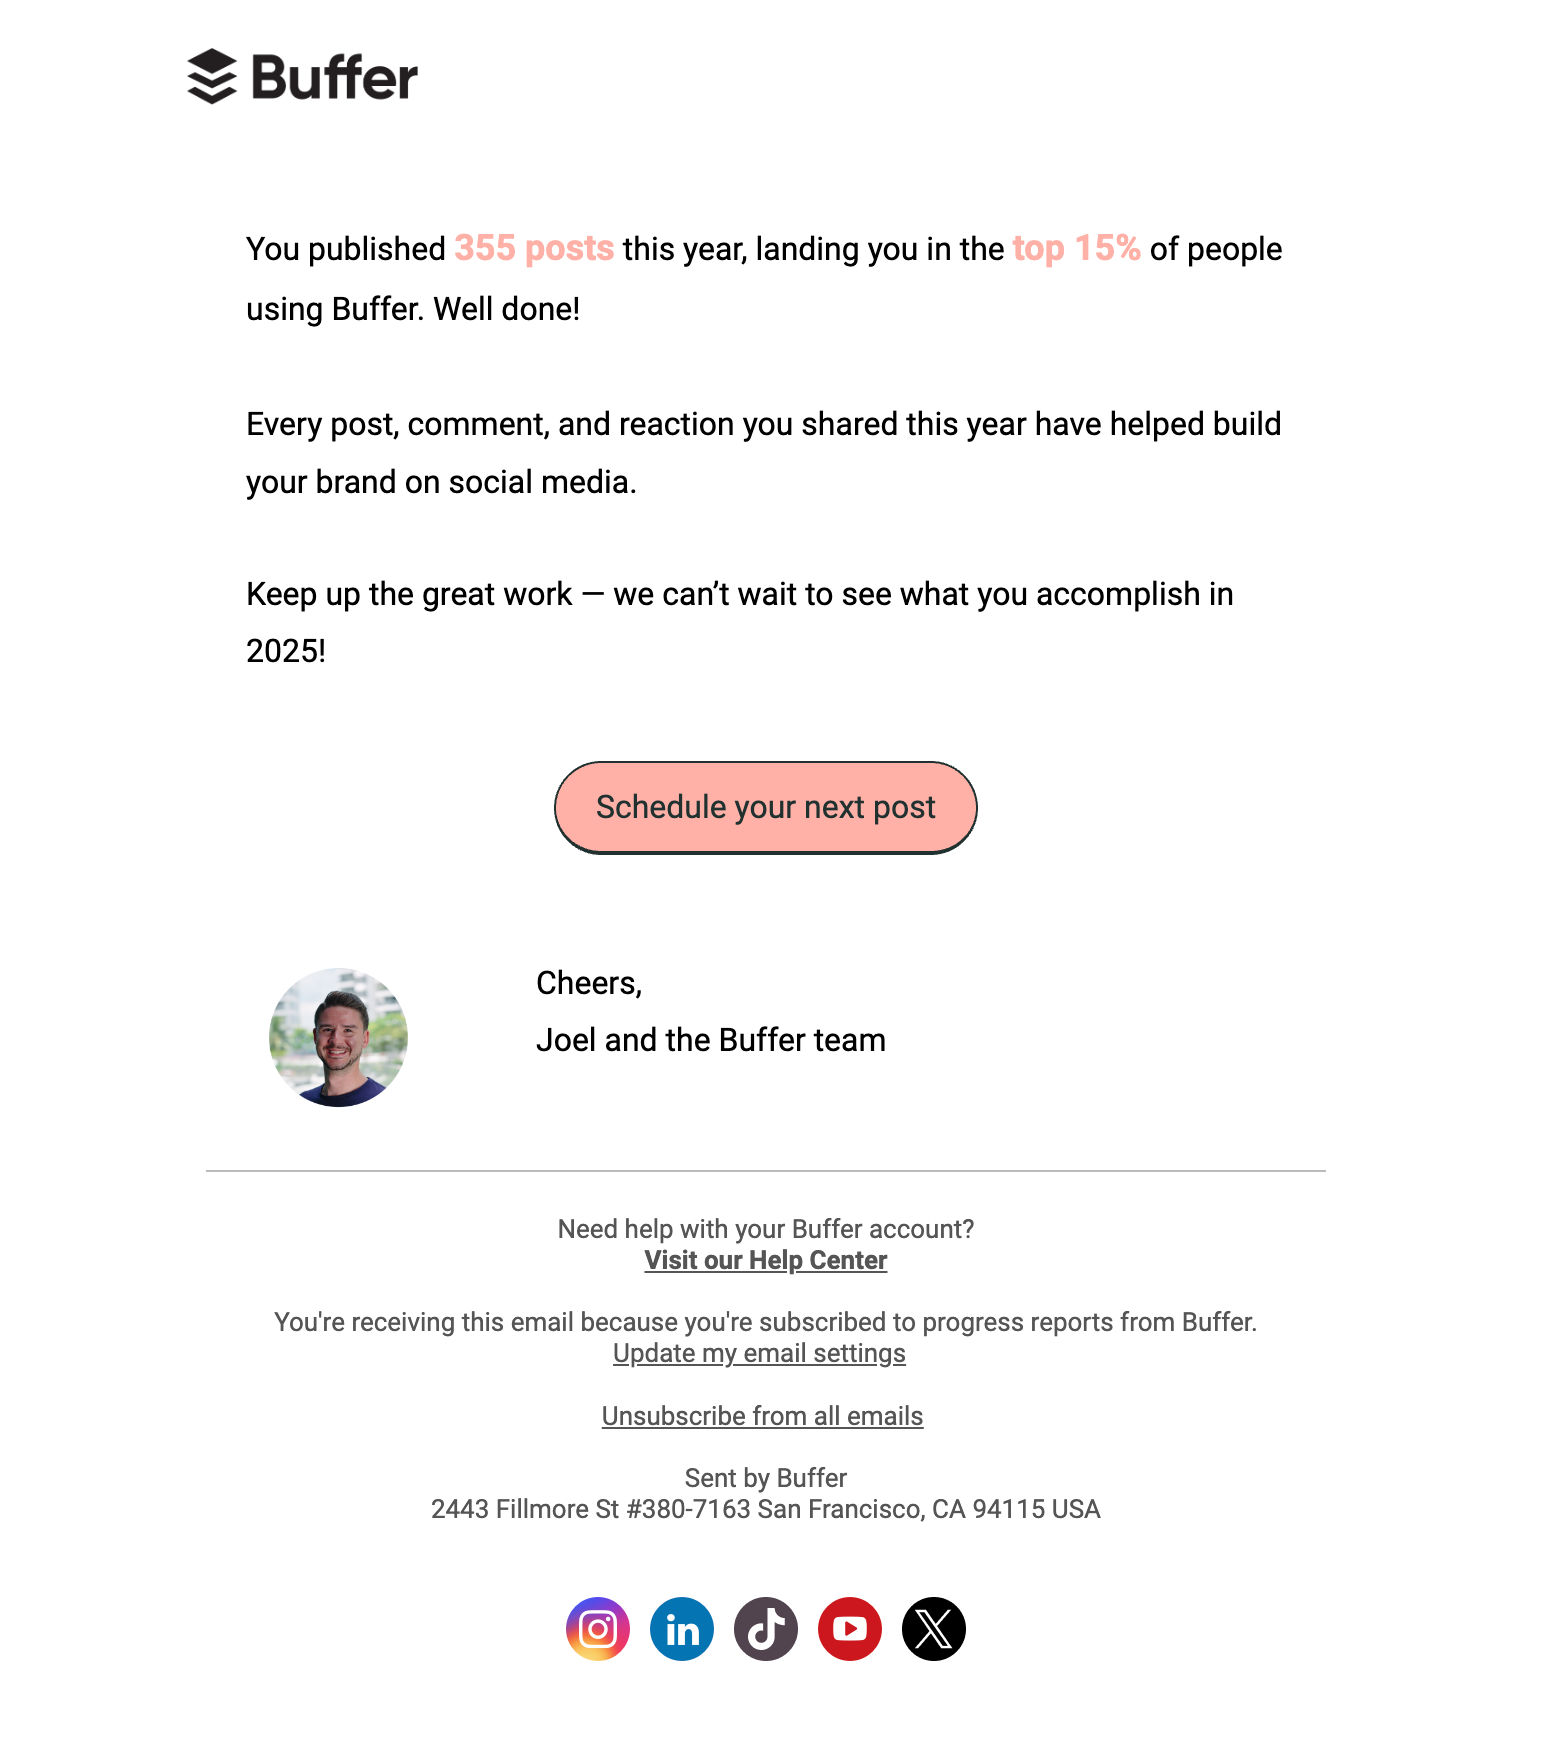 Buffer
You published 355 posts this year, landing you in the top 15% of people
using Buffer. Well done!
Every post, comment, and reaction you shared this year have helped build
your brand on social media.
Keep up the great work — we can’t wait to see what you accomplish in
2025!
Schedule your next post
Cheers,
Joel and the Buffer team
Need help with your Buffer account?
Visit our Help Center
You're receiving this email because you're subscribed to progress reports from Buffer.
Update my email settings
Unsubscribe from all emails
Sent by Buffer
2443 Fillmore St #380-7163 San Francisco, CA 94115 USA
in